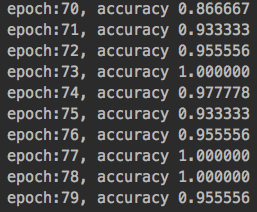 epoch:70, accuracy 0.866667
epoch:71, accuracy 0.933333
epoch:72, accuracy 0.955556
epoch:73, accuracy 1.000000
epoch:74, accuracy 0.977778
epoch:75, accuracy 0.933333
epoch:76, accuracy 0.955556
epoch:77, accuracy 1.000000
epoch:78, accuracy 1.000000
epoch:79, accuracy 0.955556